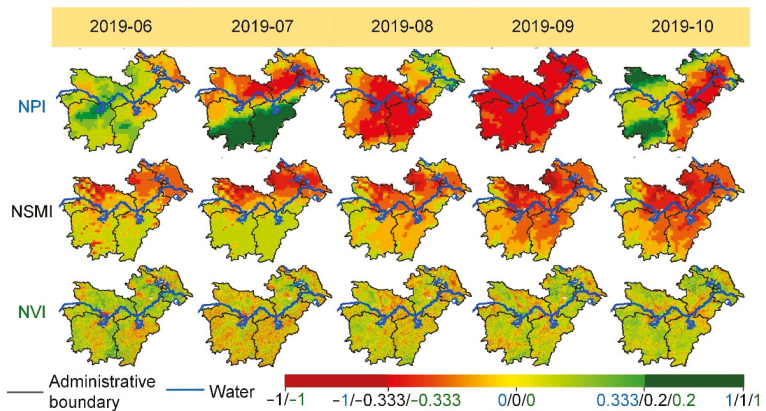 2019-06 2019-07 2019-08 2019-09 2019-10
NPI
NSMI
NVI
Administrative boundary
Water
−1/−1 −1/−0.333/−0.333 0/0/0 0.333/0.2/0.2 1/1/1